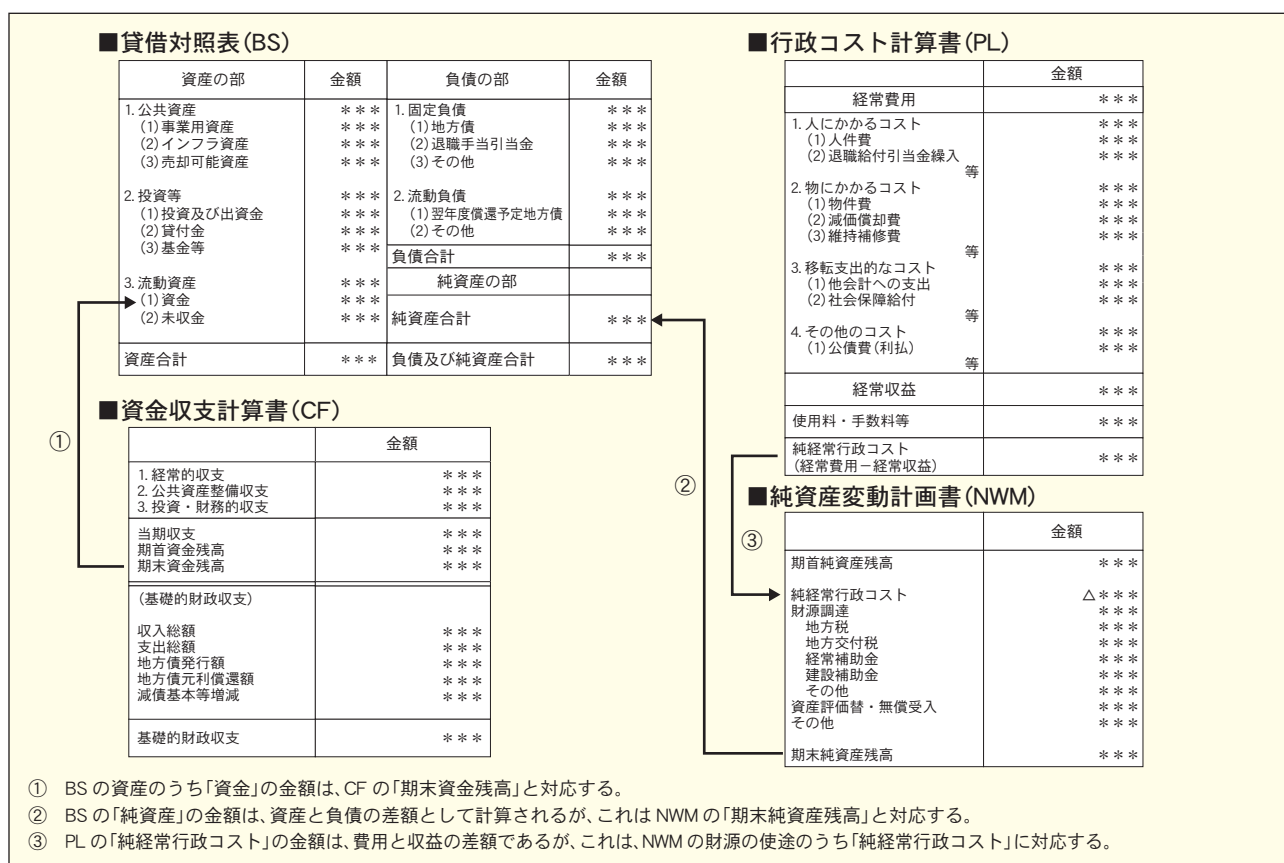 ■貸借対照表(BS)
資産の部 金額 負債の部 金額
1.公共資産 *** 1.固定負債 ***
(1)事業用資産 *** (1)地方債 ***
(2)インフラ資産 *** (2)退職手当引当金 ***
(3)売却可能資産 *** (3)その他 ***
2.投資等 *** 2.流動負債 ***
(1)投資及び出資金 *** (1)翌年度償還予定地方債 ***
(2)貸付金 *** (2)その他 ***
(3)基金等 *** 負債合計 ***
3.流動資産 *** 純資産の部
(1)資金 ***
(2)未収金 *** 純資産合計 ***
資産合計 *** 負債及び純資産合計 ***
■資金収支計算書(CF)
金額
1.経常的収支 ***
2.公共資産整備収支 ***
3.投資・財務的収支 ***
当期収支 ***
期首資金残高 ***
期末資金残高 ***
(基礎的財政収支)
収入総額 ***
支出総額 ***
地方債発行額 ***
地方債元利償還額 ***
減債基本等増減 ***
基礎的財政収支 ***
①
②
③
■行政コスト計算書(PL)
金額
経常費用 ***
1.人にかかるコスト ***
(1)人件費 ***
(2)退職給付引当金繰入 ***
等
2.物にかかるコスト ***
(1)物件費 ***
(2)減価償却費 ***
(3)維持補修費 ***
等
3.移転支出的なコスト ***
(1)他会計への支出 ***
(2)社会保障給付 ***
等
4.その他のコスト ***
(1)公債費(利払) ***
等
経常収益 ***
使用料・手数料等 ***
純経常行政コスト
(経常費用－経常収益) ***
■純資産変動計画書(NWM)
金額
期首純資産残高 ***
純経常行政コスト △***
財源調達 ***
地方税 ***
地方交付税 ***
経常補助金 ***
建設補助金 ***
その他 ***
資産評価替・無償受入 ***
その他 ***
期末純資産残高 ***
① BSの資産のうち「資金」の金額は、CFの「期末資金残高」と対応する。
② BSの「純資産」の金額は、資産と負債の差額として計算されるが、これはNWMの「期末純資産残高」と対応する。
③ PLの「純経常行政コスト」の金額は、費用と収益の差額であるが、これは、NWMの財源の使途のうち「純経常行政コスト」に対応する。